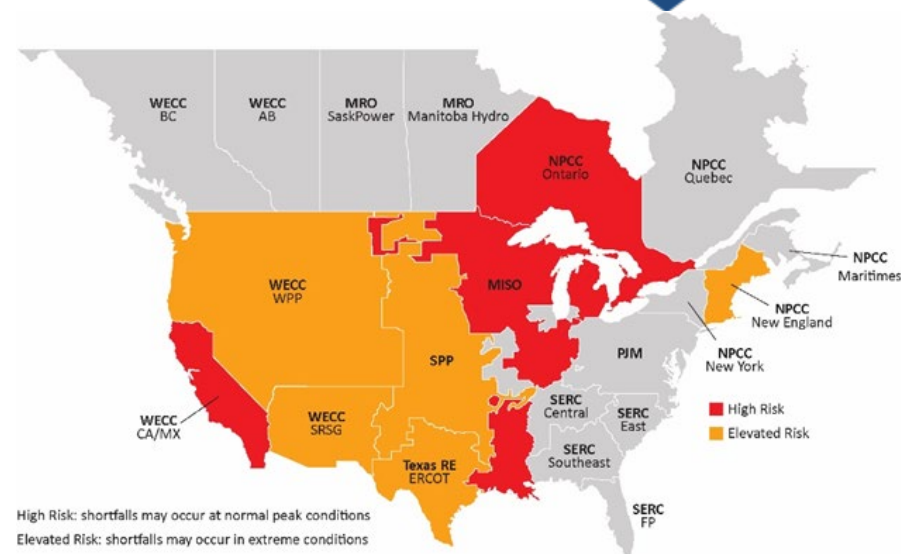 WECC
BC
WECC
AB
MRO
SaskPower
MRO
Manitoba Hydro
NPCC
Ontario
NPCC
Quebec
NPCC
Maritimes
WECC
WPP
MISO
NPCC
New England
NPCC
New York
PJM
SPP
SERC
Central
SERC
East
High Risk
Elevated Risk
WECC
CA/MX
WECC
SRSG
SERC
Southeast
Texas RE
ERCOT
SERC
FP
High Risk: shortfalls may occur at normal peak conditions
Elevated Risk: shortfalls may occur in extreme conditions